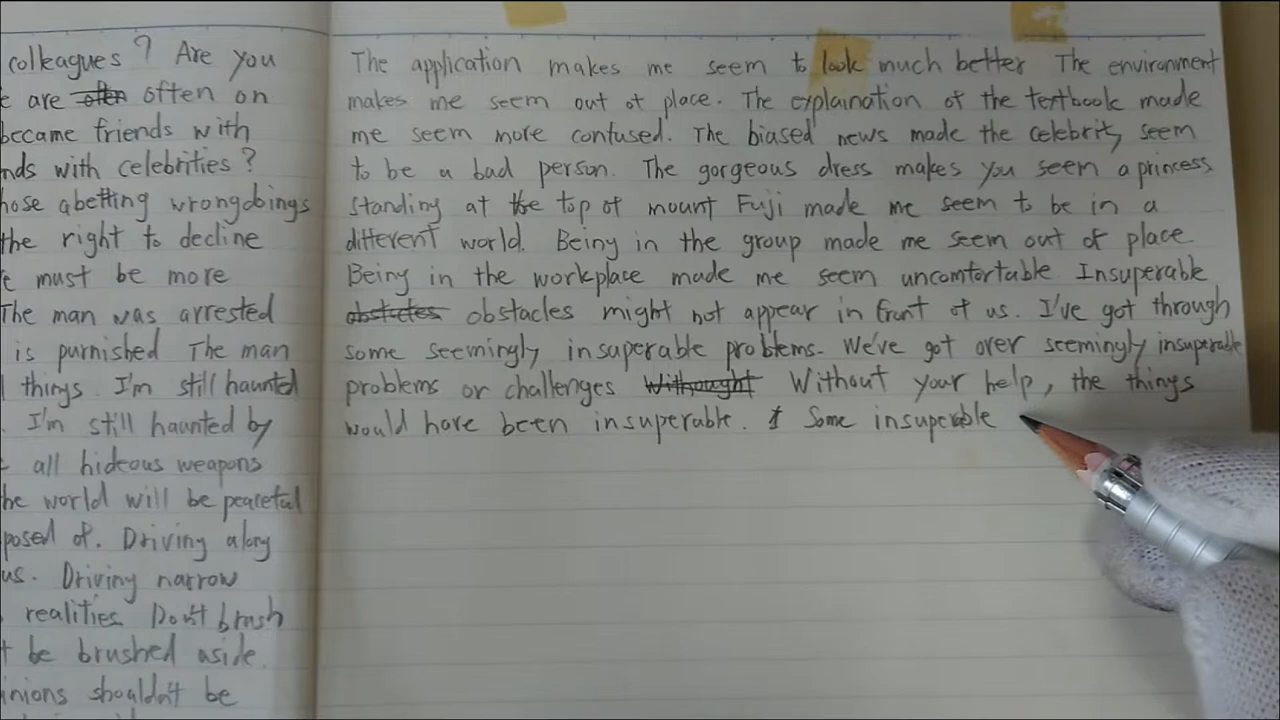 colleagues? Are you
e are often often on
became friends with
nds with celebrities?
hose abetting wrongdoings
the right to decline
e must be more
The man was arrested
is purnished The man
things. I'm still haunted
. I'm still haunted by
all hideous weapons
he world will be peaceful
posed of. Driving along
us. Driving narrow
realities. Don't brush
t be brushed aside.
inions shouldn't be
The application makes me seem to look much better The environment
makes me seem out of place. The explaination of the textbook made
me seem more confused. The biased news made the celebrity seem
to be a bad person. The gorgeous dress makes you seem a princess
standing at the top of mount Fuji made me seem to be in a
different world. Being in the group made me seem out of place.
Being in the workplace made me seem uncomfortable Insuperable
obstctes obstacles might not appear in front of us. I've got through
some seemingly insuperable problems. We've got over seemingly insuperable
problems or challenges Withought Without your help, the things
would have been insuperable. Some insuperable